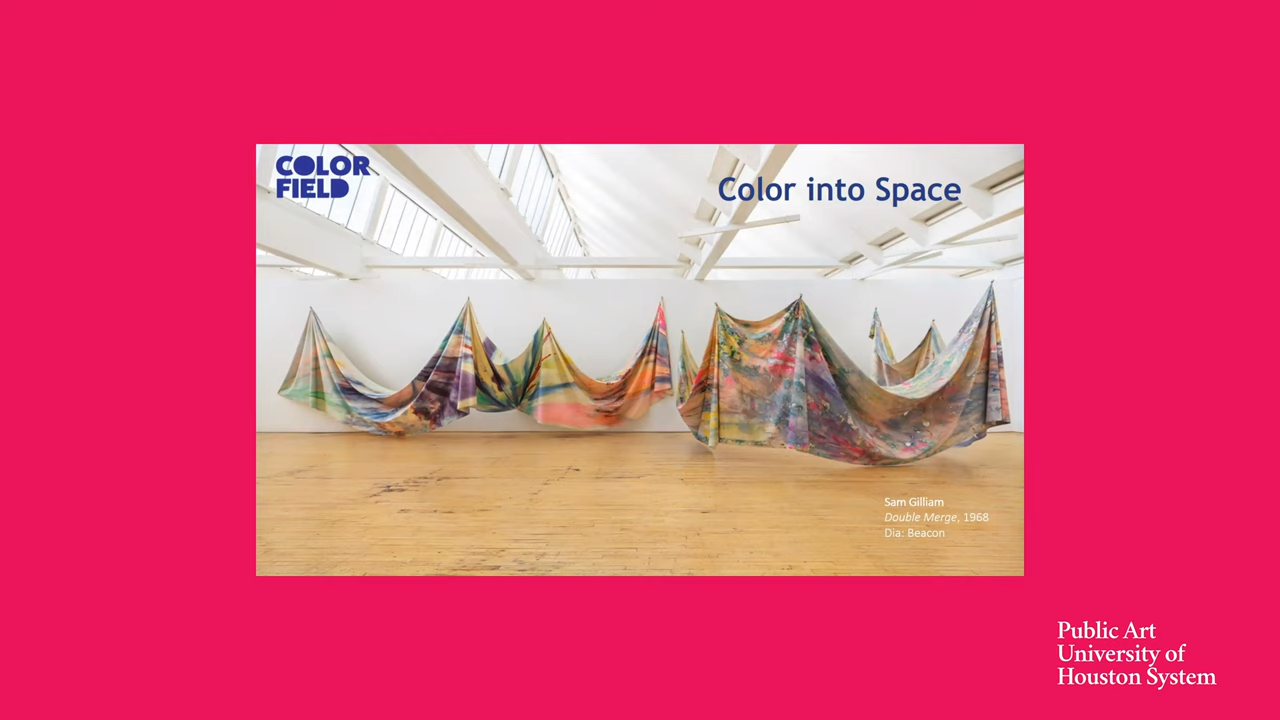 COLOR
FIELD
Color into Space
Sam Gilliam
Double Merge, 1968
Dia: Beacon
Public Art
University of
Houston System